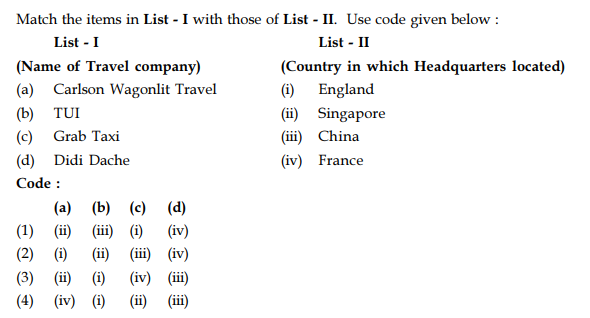 Match the items in List - I with those of List - II. Use code given below :
List - I List - II
(Name of Travel company) (Country in which Headquarters located)
(a) Carlson Wagonlit Travel (i) England
(b) TUI (ii) Singapore
(c) Grab Taxi (iii) China
(d) Didi Dache (iv) France
Code :
(a) (b) (c) (d)
(1) (ii) (iii) (i) (iv)
(2) (i) (ii) (iii) (iv)
(3) (ii) (i) (iv) (iii)
(4) (iv) (i) (ii) (iii)